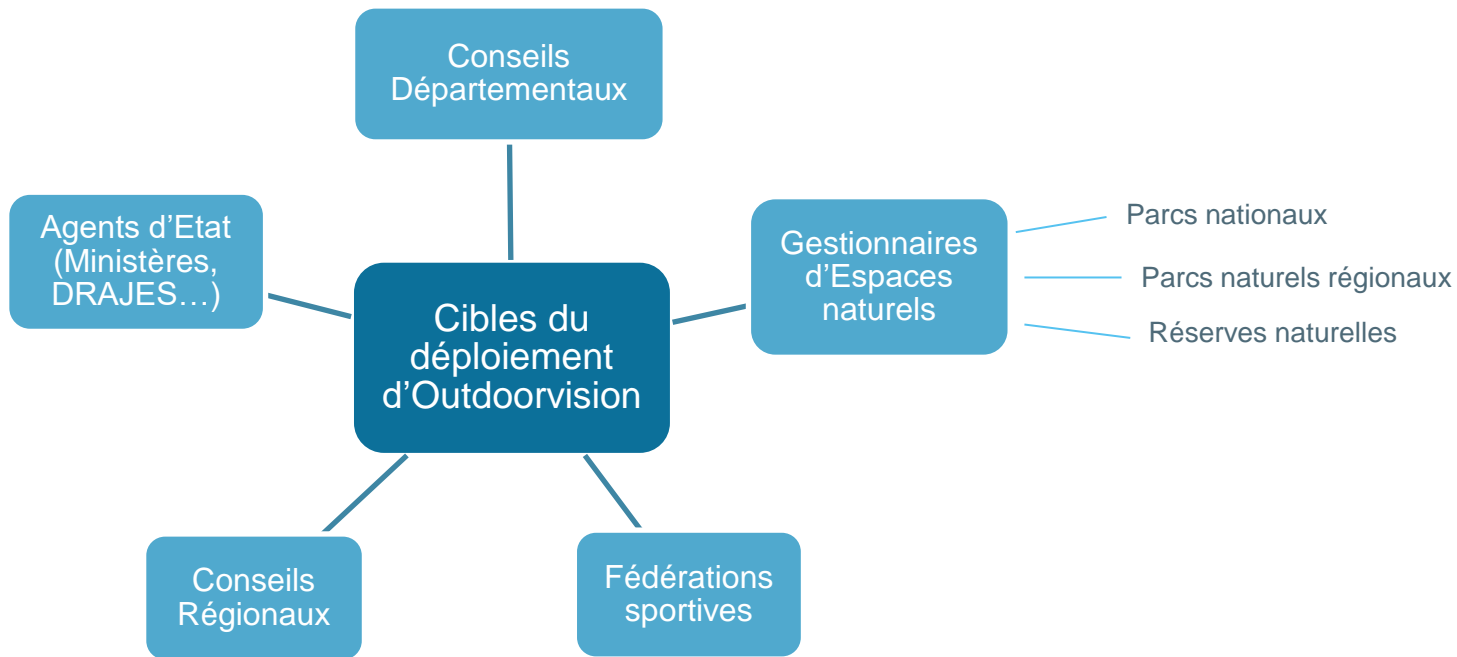 Conseils
Départementaux
Agents d’Etat
(Ministères,
DRAJES…)
Cibles du
déploiement
d’Outdoorvision
Gestionnaires
d’Espaces
naturels
Parcs nationaux
Parcs naturels régionaux
Réserves naturelles
Conseils
Régionaux
Fédérations
sportives